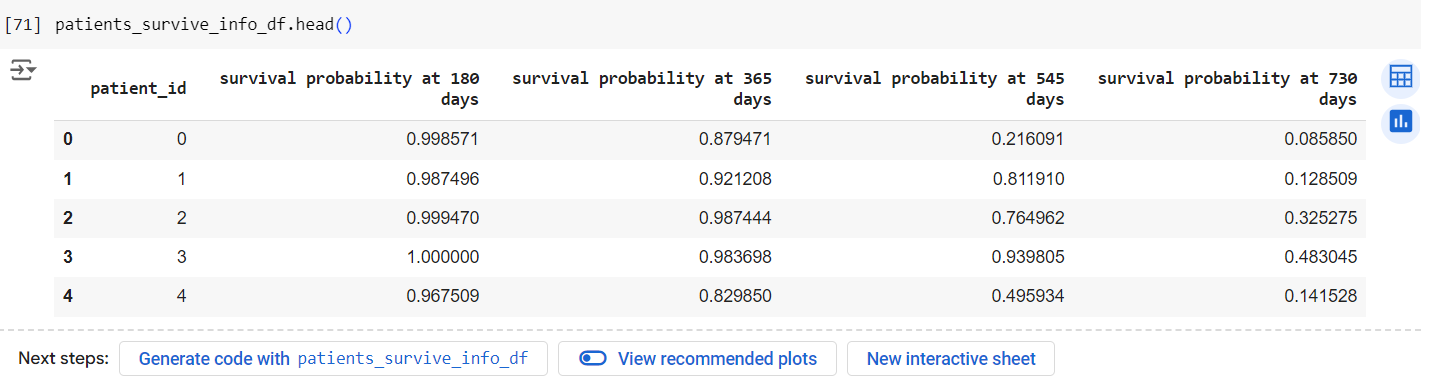 [71] patients_survive_info_df.head()
patient_id survival probability at 180 days survival probability at 365 days survival probability at 545 days survival probability at 730 days
0 0 0.998571 0.879471 0.216091 0.085850
1 1 0.987496 0.921208 0.811910 0.128509
2 2 0.999470 0.987444 0.764962 0.325275
3 3 1.000000 0.983698 0.939805 0.483045
4 4 0.967509 0.829850 0.495934 0.141528
Next steps: Generate code with patients_survive_info_df View recommended plots New interactive sheet